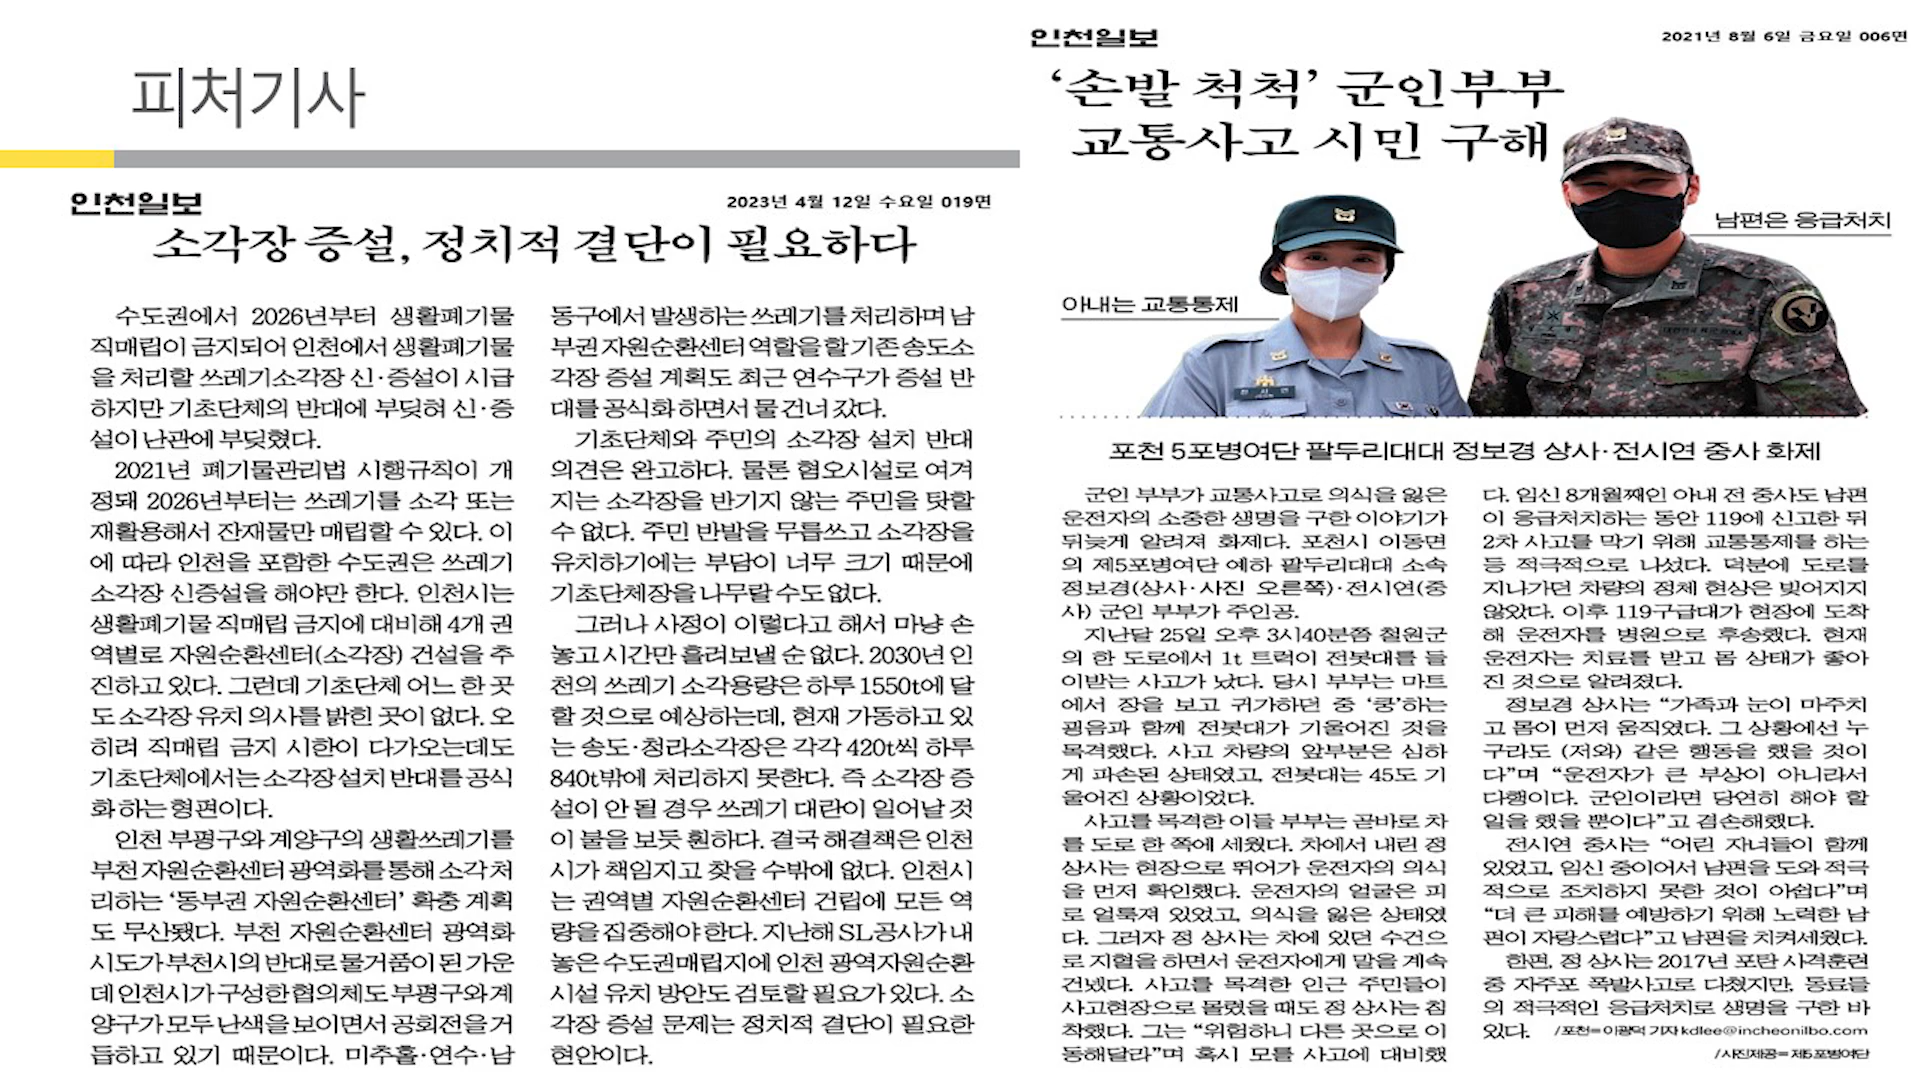 피처기사
인천일보
2023년 4월 12일 수요일 019면
소각장 증설, 정치적 결단이 필요하다
수도권에서 2026년부터 생활폐기물
직매립이 금지되어 인천에서 생활폐기물
을 처리할 쓰레기소각장 신·증설이 시급
하지만 기초단체의 반대에 부딪혀 신·증
설이 난관에 부딪혔다.
2021년 폐기물관리법 시행규칙이 개
정돼 2026년부터는 쓰레기를 소각 또는
재활용해서 잔재물만 매립할 수 있다. 이
에 따라 인천을 포함한 수도권은 쓰레기
소각장 신증설을 해야만 한다. 인천시는
생활폐기물 직매립 금지에 대비해 4개 권
역별로 자원순환센터(소각장) 건설을 추
진하고 있다. 그런데 기초단체 어느 한 곳
도 소각장 유치 의사를 밝힌 곳이 없다. 오
히려 직매립 금지 시한이 다가오는데도
기초단체에서는 소각장 설치 반대를 공식
화 하는 형편이다.
인천 부평구와 계양구의 생활쓰레기를
부천 자원순환센터 광역화를 통해 소각 처
리하는 ‘동부권 자원순환센터’ 확충 계획
도 무산됐다. 부천 자원순환센터 광역화
시도가 부천시의 반대로 물거품이 된 가운
데 인천시가 구성한 협의체도 부평구와 계
양구가 모두 난색을 보이면서 공회전을 거
듭하고 있기 때문이다. 미추홀·연수·남
동구에서 발생하는 쓰레기를 처리하며 남
부권 자원순환센터 역할을 할 기존 송도소
각장 증설 계획도 최근 연수구가 증설 반
대를 공식화 하면서 물 건너 갔다.
기초단체와 주민의 소각장 설치 반대
의견은 완고하다. 물론 혐오시설로 여겨
지는 소각장을 반기지 않는 주민을 탓할
수 없다. 주민 반발을 무릅쓰고 소각장을
유치하기에는 부담이 너무 크기 때문에
기초단체장을 나무랄 수도 없다.
그러나 사정이 이렇다고 해서 마냥 손
놓고 시간만 흘러보낼 순 없다. 2030년 인
천의 쓰레기 소각용량은 하루 1550t에 달
할 것으로 예상하는데, 현재 가동하고 있
는 송도·청라소각장은 각각 420t씩 하루
840t밖에 처리하지 못한다. 즉 소각장 증
설이 안 될 경우 쓰레기 대란이 일어날 것
이 불을 보듯 훤하다. 결국 해결책은 인천
시가 책임지고 찾을 수밖에 없다. 인천시
는 권역별 자원순환센터 건립에 모든 역
량을 집중해야 한다. 지난해 SL공사가 내
놓은 수도권매립지에 인천 광역자원순환
시설 유치 방안도 검토할 필요가 있다. 소
각장 증설 문제는 정치적 결단이 필요한
현안이다.
인천일보
2021년 8월 6일 금요일 006면
‘손발 척척’ 군인부부
교통사고 시민 구해
남편은 응급처치
아내는 교통통제
포천 5포병여단 팔두리대대 정보경 상사·전시연 중사 화제
군인 부부가 교통사고로 의식을 잃은
운전자의 소중한 생명을 구한 이야기가
뒤늦게 알려져 화제다. 포천시 이동면
의 제5포병여단 예하 팔두리대대 소속
정보경(상사·사진 오른쪽)·전시연(중
사) 군인 부부가 주인공.
지난달 25일 오후 3시40분쯤 철원군
의 한 도로에서 1t 트럭이 전봇대를 들
이받는 사고가 났다. 당시 부부는 마트
에서 장을 보고 귀가하던 중 ‘쿵’하는
굉음과 함께 전봇대가 기울어진 것을
목격했다. 사고 차량의 앞부분은 심하
게 파손된 상태였고, 전봇대는 45도 기
울어진 상황이었다.
사고를 목격한 이들 부부는 곧바로 차
를 도로 한 쪽에 세웠다. 차에서 내린 정
상사는 현장으로 뛰어가 운전자의 의식
을 먼저 확인했다. 운전자의 얼굴은 피
로 얼룩져 있었고, 의식을 잃은 상태였
다. 그러자 정 상사는 차에 있던 수건으
로 지혈을 하면서 운전자에게 말을 계속
건넸다. 사고를 목격한 인근 주민들이
사고현장으로 몰렸을 때도 정 상사는 침
착했다. 그는 “위험하니 다른 곳으로 이
동해달라”며 혹시 모를 사고에 대비했
다. 임신 8개월째인 아내 전 중사도 남편
이 응급처치하는 동안 119에 신고한 뒤
2차 사고를 막기 위해 교통통제를 하는
등 적극적으로 나섰다. 덕분에 도로를
지나가던 차량의 정체 현상은 빚어지지
않았다. 이후 119구급대가 현장에 도착
해 운전자를 병원으로 후송했다. 현재
운전자는 치료를 받고 몸 상태가 좋아
진 것으로 알려졌다.
정보경 상사는 “가족과 눈이 마주치
고 몸이 먼저 움직였다. 그 상황에선 누
구라도 (저와) 같은 행동을 했을 것이
다”며 “운전자가 큰 부상이 아니라서
다행이다. 군인이라면 당연히 해야 할
일을 했을 뿐이다”고 겸손해했다.
전시연 중사는 “어린 자녀들이 함께
있었고, 임신 중이어서 남편을 도와 적극
적으로 조치하지 못한 것이 아쉽다”며
“더 큰 피해를 예방하기 위해 노력한 남
편이 자랑스럽다”고 남편을 치켜세웠다.
한편, 정 상사는 2017년 포탄 사격훈련
중 자주포 폭발사고로 다쳤지만, 동료들
의 적극적인 응급처치로 생명을 구한 바
있다. /포천=이광덕 기자 kdlee@incheonilbo.com
/사진제공=제5포병여단